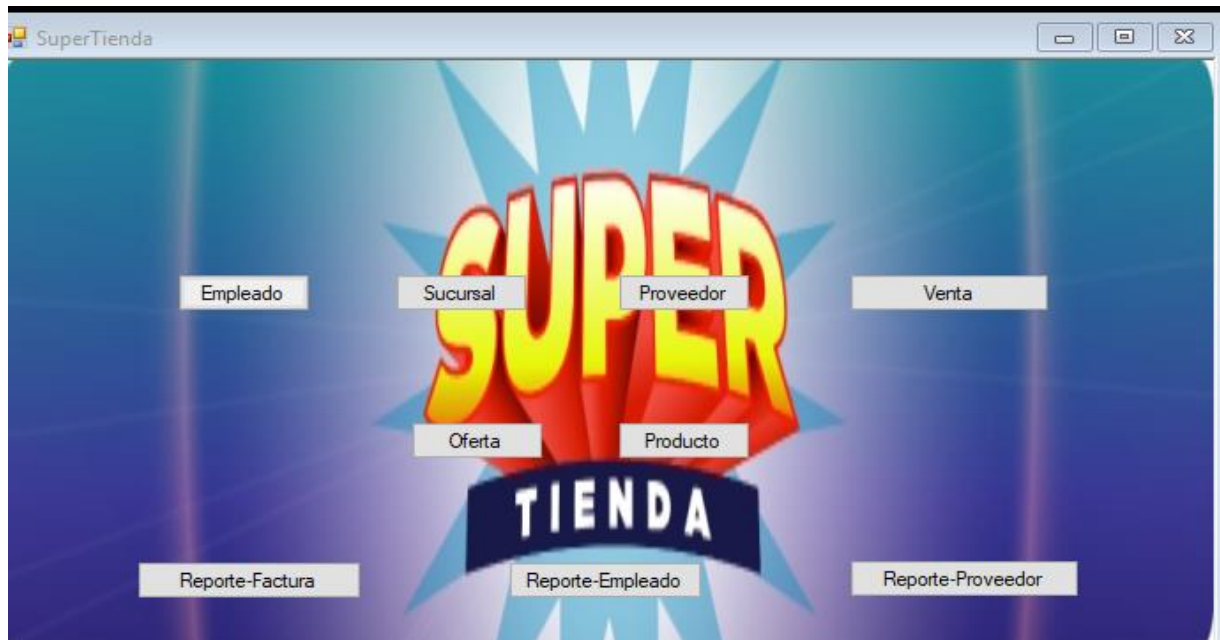 SuperTienda
SUPER
Empleado
Sucursal
Proveedor
Venta
Oferta
Producto
TIENDA
Reporte-Factura
Reporte-Empleado
Reporte-Proveedor